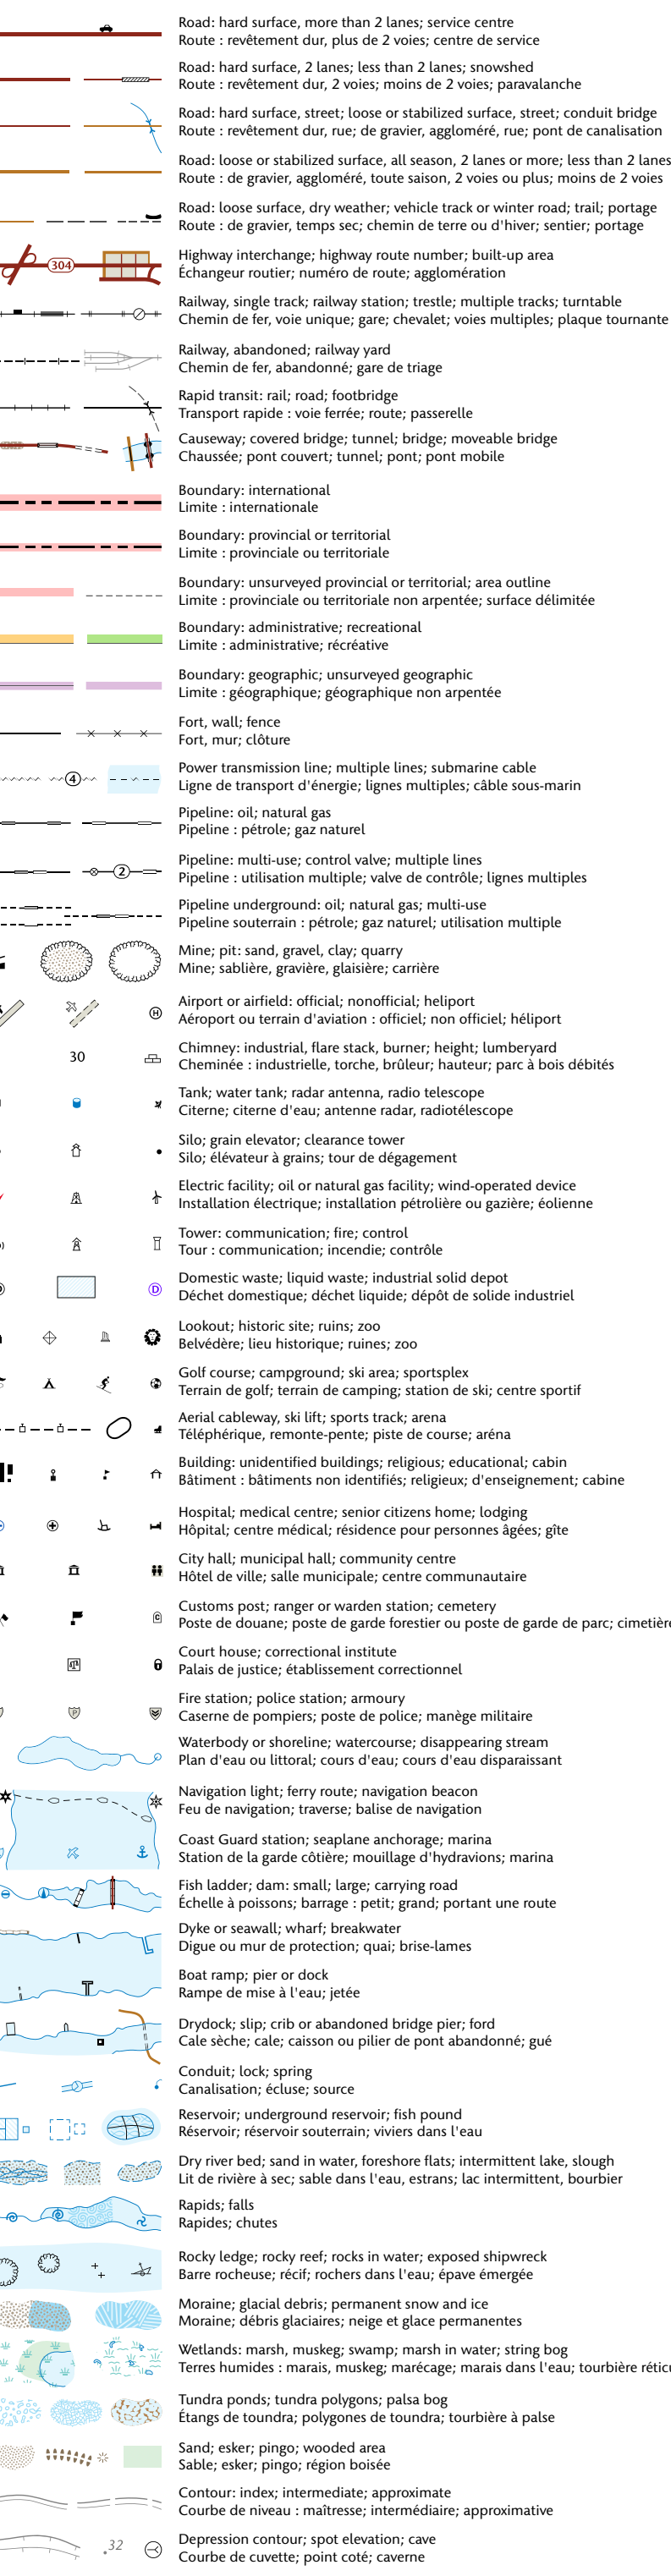 Road: hard surface, more than 2 lanes; service centre
Route : revêtement dur, plus de 2 voies; centre de service
Road: hard surface, 2 lanes; less than 2 lanes; snowshed
Route : revêtement dur, 2 voies; moins de 2 voies; paravalanche
Road: hard surface, street; loose or stabilized surface, street; conduit bridge
Route : revêtement dur, rue; de gravier, aggloméré, rue; pont de canalisation
Road: loose or stabilized surface, all season, 2 lanes or more; less than 2 lanes
Route : de gravier, aggloméré, toute saison, 2 voies ou plus; moins de 2 voies
Road: loose surface, dry weather; vehicle track or winter road; trail; portage
Route : de gravier, temps sec; chemin de terre ou d'hiver; sentier; portage
304
Highway interchange; highway route number; built-up area
Échangeur routier; numéro de route; agglomération
Railway, single track; railway station; trestle; multiple tracks; turntable
Chemin de fer, voie unique; gare; chevalet; voies multiples; plaque tournante
Railway, abandoned; railway yard
Chemin de fer, abandonné; gare de triage
Rapid transit: rail; road; footbridge
Transport rapide : voie ferrée; route; passerelle
Causeway; covered bridge; tunnel; bridge; moveable bridge
Chaussée; pont couvert; tunnel; pont; pont mobile
Boundary: international
Limite : internationale
Boundary: provincial or territorial
Limite : provinciale ou territoriale
Boundary: unsurveyed provincial or territorial; area outline
Limite : provinciale ou territoriale non arpentée; surface délimitée
Boundary: administrative; recreational
Limite : administrative; récréative
Boundary: geographic; unsurveyed geographic
Limite : géographique; géographique non arpentée
Fort, wall; fence
Fort, mur; clôture
4
Power transmission line; multiple lines; submarine cable
Ligne de transport d'énergie; lignes multiples; câble sous-marin
Pipeline: oil; natural gas
Pipeline : pétrole; gaz naturel
2
Pipeline: multi-use; control valve; multiple lines
Pipeline : utilisation multiple; valve de contrôle; lignes multiples
Pipeline underground: oil; natural gas; multi-use
Pipeline souterrain : pétrole; gaz naturel; utilisation multiple
Mine; pit: sand, gravel, clay; quarry
Mine; sablière, gravière, glaisière; carrière
H
Airport or airfield: official; nonofficial; heliport
Aéroport ou terrain d'aviation : officiel; non officiel; héliport
30
Chimney: industrial, flare stack, burner; height; lumberyard
Cheminée : industrielle, torche, brûleur; hauteur; parc à bois débités
Tank; water tank; radar antenna, radio telescope
Citerne; citerne d'eau; antenne radar, radiotélescope
Silo; grain elevator; clearance tower
Silo; élévateur à grains; tour de dégagement
Electric facility; oil or natural gas facility; wind-operated device
Installation électrique; installation pétrolière ou gazière; éolienne
Tower: communication; fire; control
Tour : communication; incendie; contrôle
D
Domestic waste; liquid waste; industrial solid depot
Déchet domestique; déchet liquide; dépôt de solide industriel
Lookout; historic site; ruins; zoo
Belvédère; lieu historique; ruines; zoo
Golf course; campground; ski area; sportsplex
Terrain de golf; terrain de camping; station de ski; centre sportif
Aerial cableway, ski lift; sports track; arena
Téléphérique, remonte-pente; piste de course; aréna
Building: unidentified buildings; religious; educational; cabin
Bâtiment : bâtiments non identifiés; religieux; d'enseignement; cabine
Hospital; medical centre; senior citizens home; lodging
Hôpital; centre médical; résidence pour personnes âgées; gîte
City hall; municipal hall; community centre
Hôtel de ville; salle municipale; centre communautaire
C
Customs post; ranger or warden station; cemetery
Poste de douane; poste de garde forestier ou poste de garde de parc; cimetière
Court house; correctional institute
Palais de justice; établissement correctionnel
P
Fire station; police station; armoury
Caserne de pompiers; poste de police; manège militaire
Waterbody or shoreline; watercourse; disappearing stream
Plan d'eau ou littoral; cours d'eau; cours d'eau disparaissant
Navigation light; ferry route; navigation beacon
Feu de navigation; traverse; balise de navigation
Coast Guard station; seaplane anchorage; marina
Station de la garde côtière; mouillage d'hydravions; marina
Fish ladder; dam: small; large; carrying road
Échelle à poissons; barrage : petit; grand; portant une route
Dyke or seawall; wharf; breakwater
Digue ou mur de protection; quai; brise-lames
Boat ramp; pier or dock
Rampe de mise à l'eau; jetée
Drydock; slip; crib or abandoned bridge pier; ford
Cale sèche; cale; caisson ou pilier de pont abandonné; gué
Conduit; lock; spring
Canalisation; écluse; source
Reservoir; underground reservoir; fish pound
Réservoir; réservoir souterrain; viviers dans l'eau
Dry river bed; sand in water, foreshore flats; intermittent lake, slough
Lit de rivière à sec; sable dans l'eau, estrans; lac intermittent, bourbier
Rapids; falls
Rapides; chutes
Rocky ledge; rocky reef; rocks in water; exposed shipwreck
Barre rocheuse; récif; rochers dans l'eau; épave émergée
Moraine; glacial debris; permanent snow and ice
Moraine; débris glaciaires; neige et glace permanentes
Wetlands: marsh, muskeg; swamp; marsh in water; string bog
Terres humides : marais, muskeg; marécage; marais dans l'eau; tourbière
Tundra ponds; tundra polygons; palsa bog
Étangs de toundra; polygones de toundra; tourbière à palse
Sand; esker; pingo; wooded area
Sable; esker; pingo; région boisée
Contour: index; intermediate; approximate
Courbe de niveau : maîtresse; intermédiaire; approximative
.32
Depression contour; spot elevation; cave
Courbe de cuvette; point coté; caverne